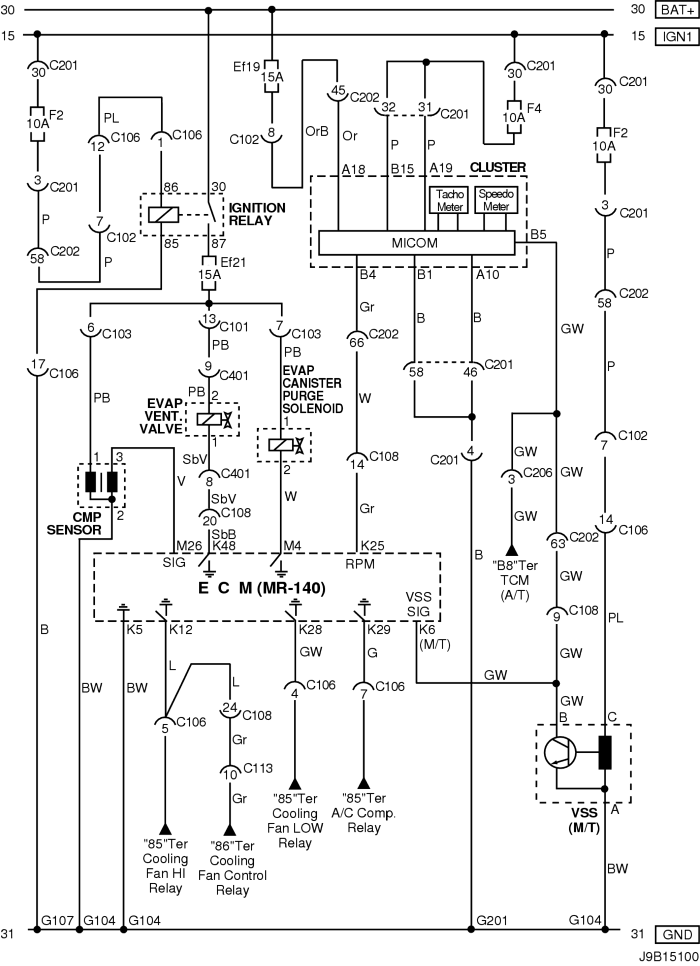 30
30
BAT+
15
15
IGN1
30
C201
F2
10A
3
C201
P
58
C202
PL
C106
12
7
C102
P
1
C106
86
30
IGNITION
RELAY
85
87
Ef21
15A
Ef19
15A
C102
8
OrB
45
C202
Or
32
31
C201
P
P
30
C201
F4
10A
30
C201
F2
10A
3
C201
P
58
C202
P
C102
7
14
C106
PL
A18
B15
A19
CLUSTER
Tacho
Meter
Speedo
Meter
MICOM
B5
B4
B1
A10
Gr
C202
66
W
C108
14
Gr
B
B
58
46
C201
4
C201
B
GW
GW
GW
C206
3
GW
"B8"Ter
TCM
(A/T)
C202
63
GW
C108
9
GW
GW
GW
6
C103
PB
13
C101
PB
9
C401
PB
2
EVAP
VENT.
VALVE
1
SbV
C401
8
SbV
C108
20
SbB
7
C103
PB
EVAP
CANISTER
PURGE
SOLENOID
1
2
W
17
C106
B
1
3
CMP
SENSOR
2
V
M26
K48
M4
K25
SIG
RPM
E C M (MR-140)
VSS
SIG
K5
K12
K28
K29
K6
(M/T)
BW
BW
L
L
C106
5
24
C108
Gr
10
C113
Gr
GW
C106
4
G
C106
7
"85"Ter
Cooling
Fan HI
Relay
"86"Ter
Cooling
Fan Control
Relay
"85"Ter
Cooling
Fan LOW
Relay
"85"Ter
A/C Comp.
Relay
B
C
VSS
(M/T)
A
BW
G107
G104
G104
G201
G104
31
31
GND
J9B15100